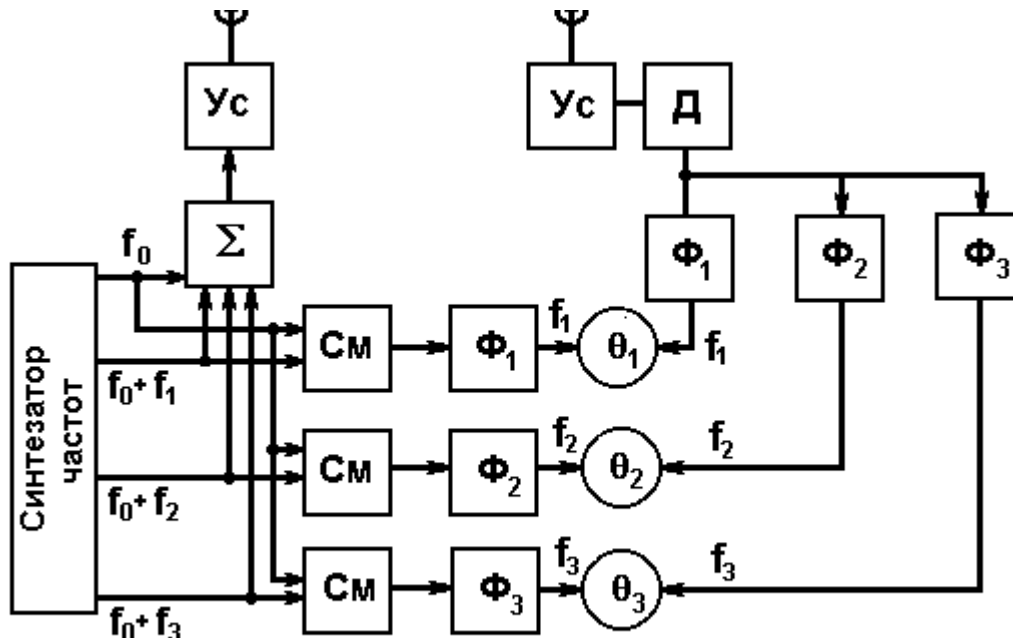 Ус
Ус
Д
Σ
f₀
Ф₁
Ф₂
Ф₃
Синтезатор
частот
См
Ф₁
f₁
θ₁
f₁
f₀+f₁
См
Ф₂
f₂
θ₂
f₂
f₀+f₂
См
Ф₃
f₃
θ₃
f₃
f₀+f₃